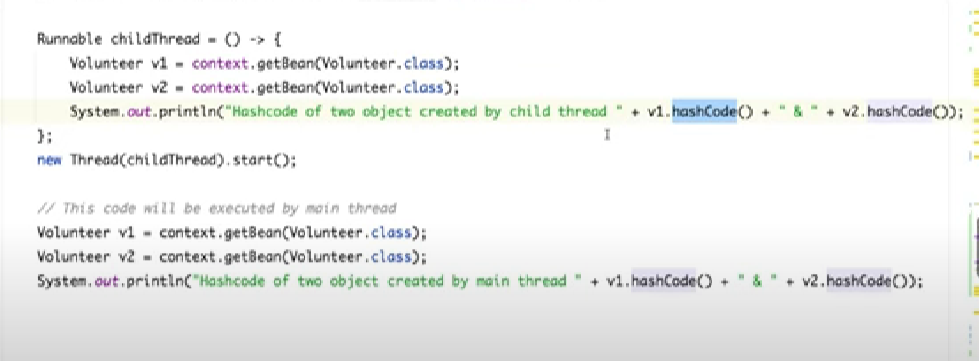 Runnable childThread = () -> {
Volunteer v1 = context.getBean(Volunteer.class);
Volunteer v2 = context.getBean(Volunteer.class);
System.out.println("Hashcode of two object created by child thread " + v1.hashCode() + " & " + v2.hashCode());
};
new Thread(childThread).start();
// This code will be executed by main thread
Volunteer v1 = context.getBean(Volunteer.class);
Volunteer v2 = context.getBean(Volunteer.class);
System.out.println("Hashcode of two object created by main thread " + v1.hashCode() + " & " + v2.hashCode());